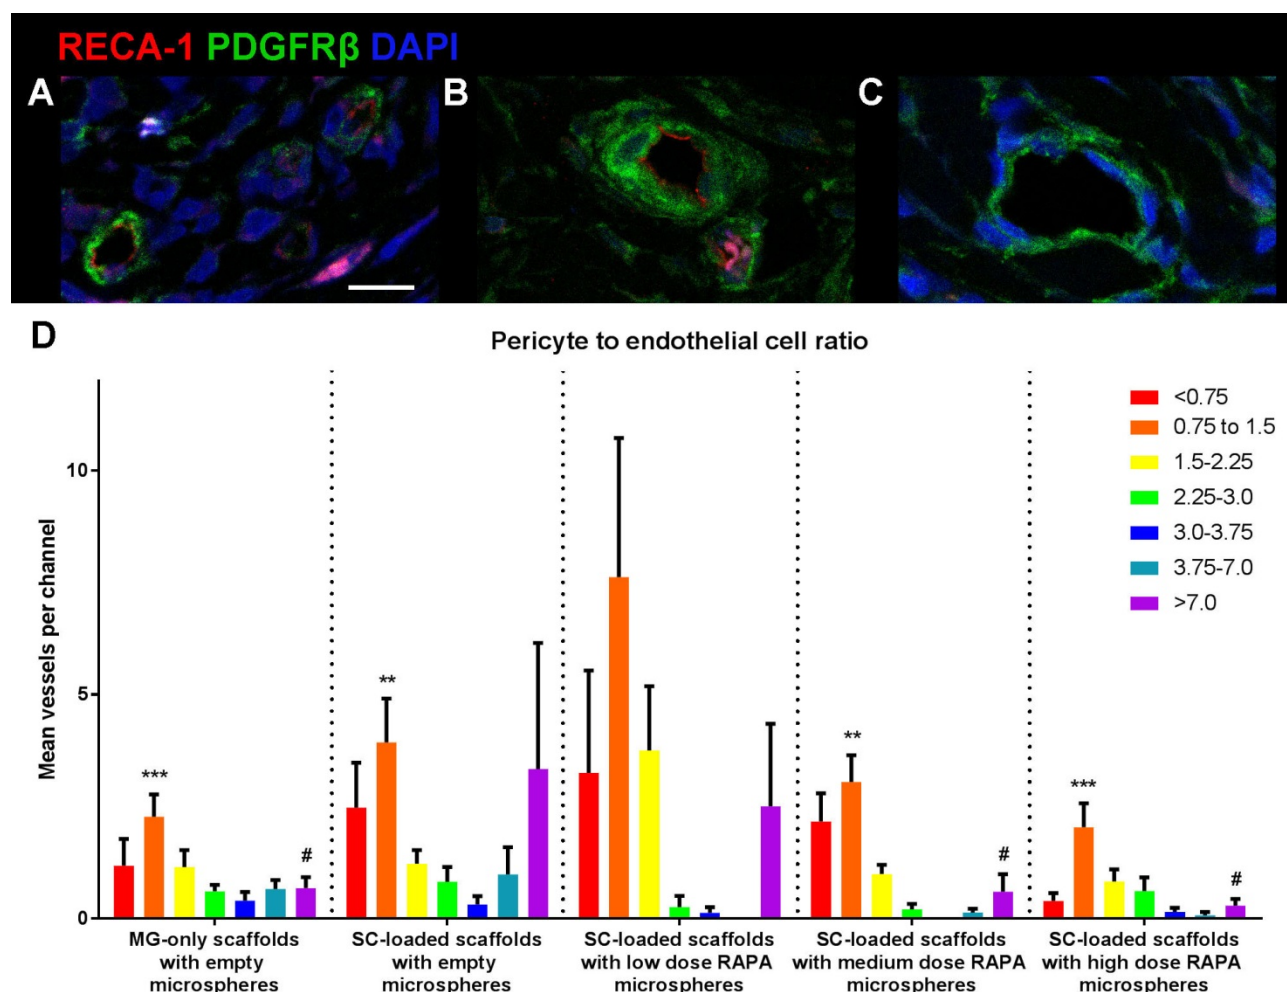 RECA-1 PDGFRβ DAPI
A
B
C
D
Pericyte to endothelial cell ratio
<0.75
0.75 to 1.5
1.5-2.25
2.25-3.0
3.0-3.75
3.75-7.0
>7.0
Mean vessels per channel
10
5
0
***
#
**
**
#
***
#
MG-only scaffolds
with empty
microspheres
SC-loaded scaffolds
with empty
microspheres
SC-loaded scaffolds
with low dose RAPA
microspheres
SC-loaded scaffolds
with medium dose RAPA
microspheres
SC-loaded scaffolds
with high dose RAPA
microspheres